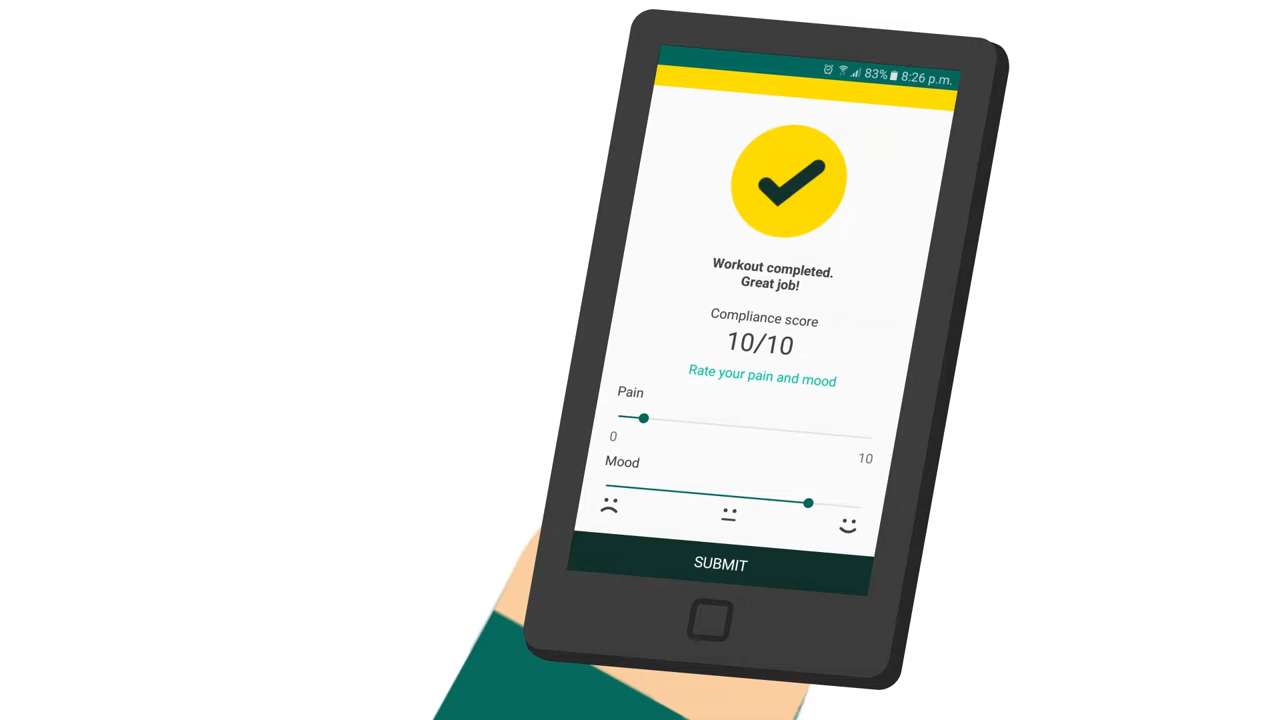 83% 8:26 p.m.
Workout completed.
Great job!
Compliance score
10/10
Rate your pain and mood
Pain
0
10
Mood
SUBMIT